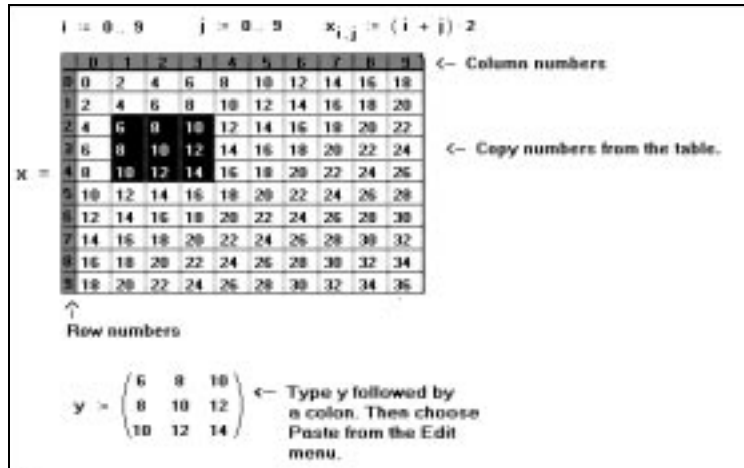 i := 0 .. 9 j := 0 .. 9 x i,j := (i + j) · 2
0 1 2 3 4 5 6 7 8 9
<-- Column numbers
0 0 2 4 6 8 10 12 14 16 18
1 2 4 6 8 10 12 14 16 18 20
2 4 6 8 10 12 14 16 18 20 22
3 6 8 10 12 14 16 18 20 22 24
<-- Copy numbers from the table.
x =
4 8 10 12 14 16 18 20 22 24 26
5 10 12 14 16 18 20 22 24 26 28
6 12 14 16 18 20 22 24 26 28 30
7 14 16 18 20 22 24 26 28 30 32
8 16 18 20 22 24 26 28 30 32 34
9 18 20 22 24 26 28 30 32 34 36
↑
Row numbers
6 8 10
y := 8 10 12
10 12 14
<-- Type y followed by
a colon. Then choose
Paste from the Edit
menu.